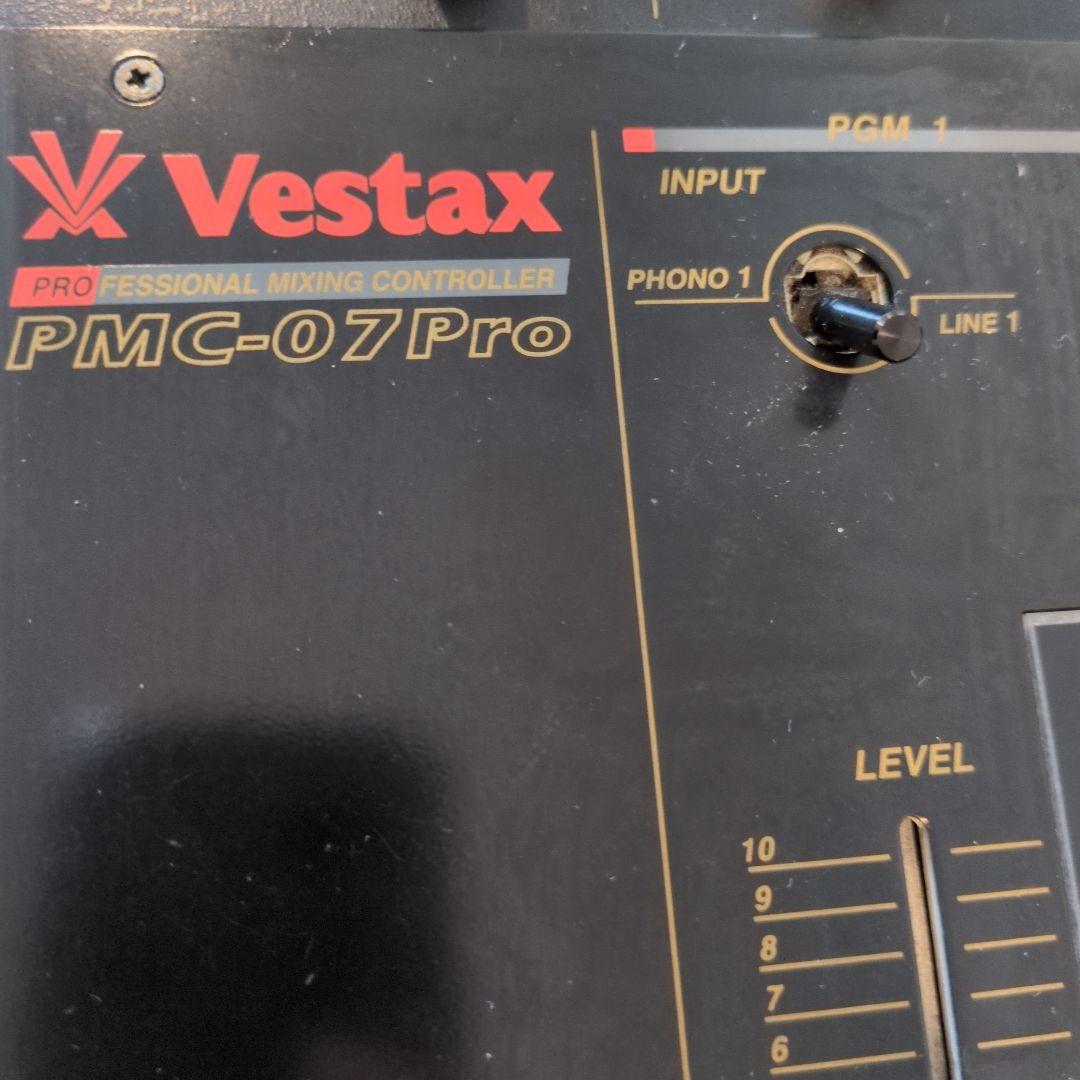 Vestax
PROFESSIONAL MIXING CONTROLLER
PMC-07Pro
PGM 1
INPUT
PHONO 1
LINE 1
LEVEL
10
9
8
7
6